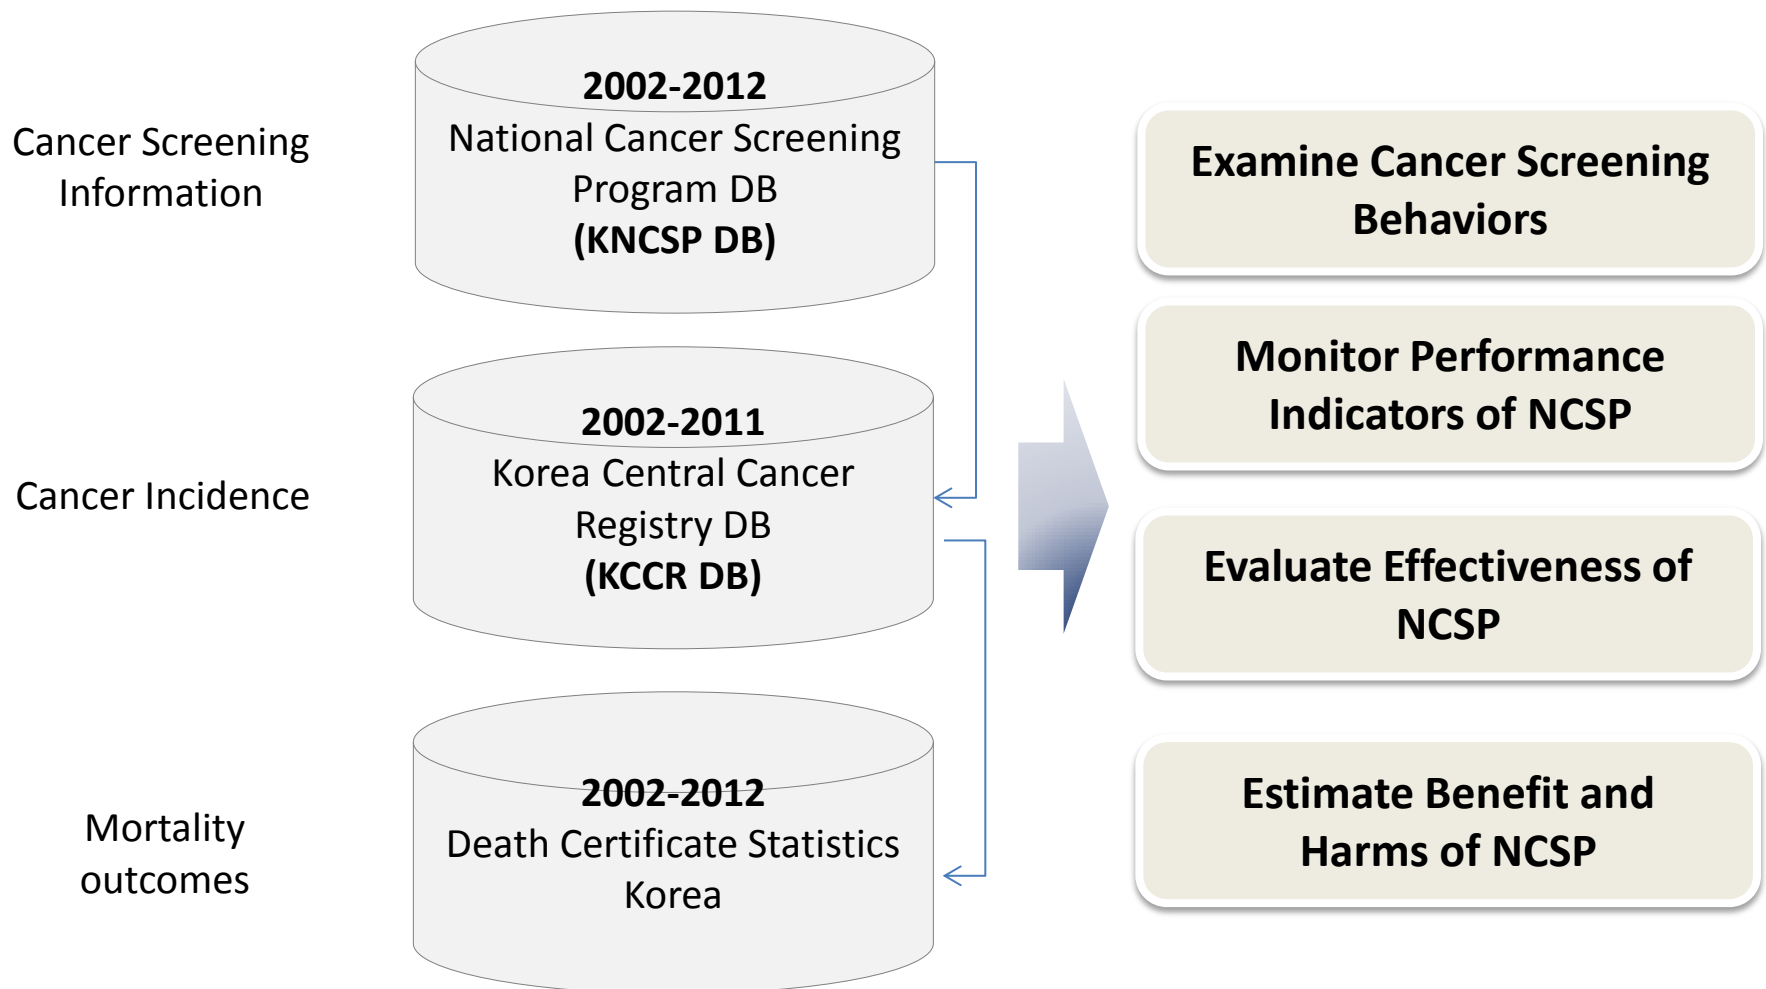 Cancer Screening
Information
2002-2012
National Cancer Screening
Program DB
(KNCSP DB)
Cancer Incidence
2002-2011
Korea Central Cancer
Registry DB
(KCCR DB)
Mortality
outcomes
2002-2012
Death Certificate Statistics
Korea
Examine Cancer Screening
Behaviors
Monitor Performance
Indicators of NCSP
Evaluate Effectiveness of
NCSP
Estimate Benefit and
Harms of NCSP